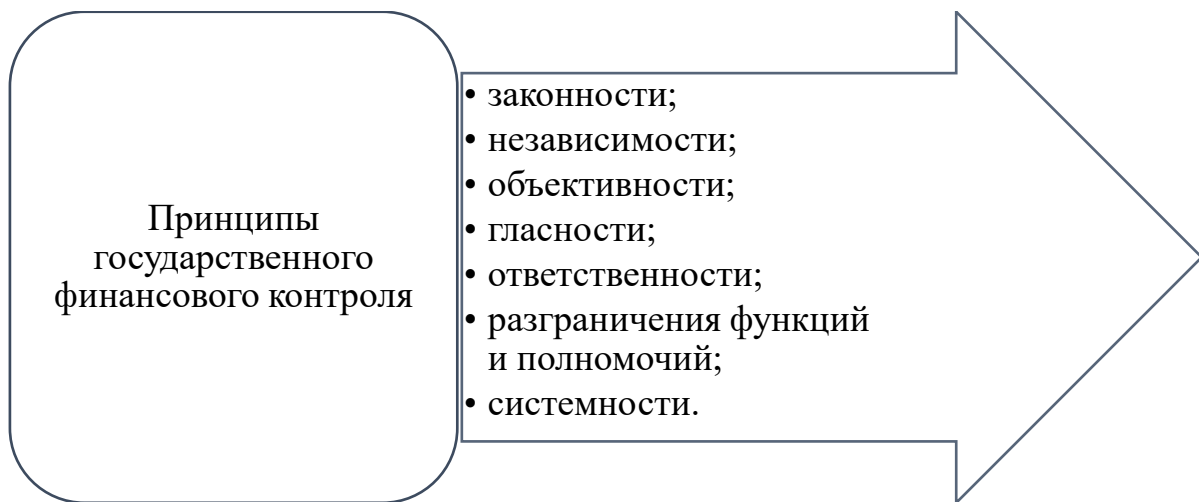 Принципы
государственного
финансового контроля
• законности;
• независимости;
• объективности;
• гласности;
• ответственности;
• разграничения функций
и полномочий;
• системности.